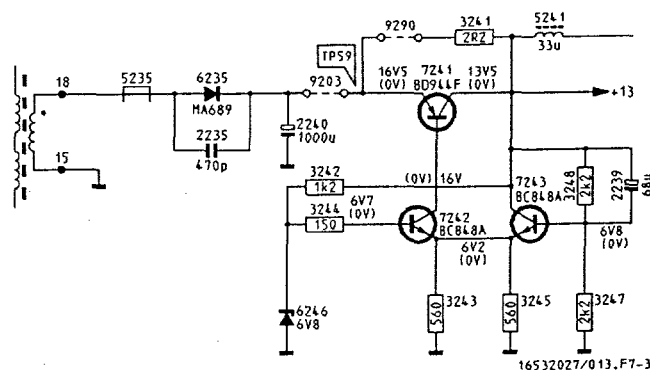 9290
3241
2R2
5241
33u
TP59
18
5235
6235
MA689
9203
16V5
(0V)
7241
BD944F
13V5
(0V)
+13
2235
470p
2240
1000u
15
3242
1k2
(0V) 16V
7243
BC848A
3248
2k2
2239
68u
3244
150
6V7
(0V)
7242
BC848A
6V2
(0V)
6V8
(0V)
6246
6V8
560
3243
560
3245
2k2
3247
16532027/013.F7-3